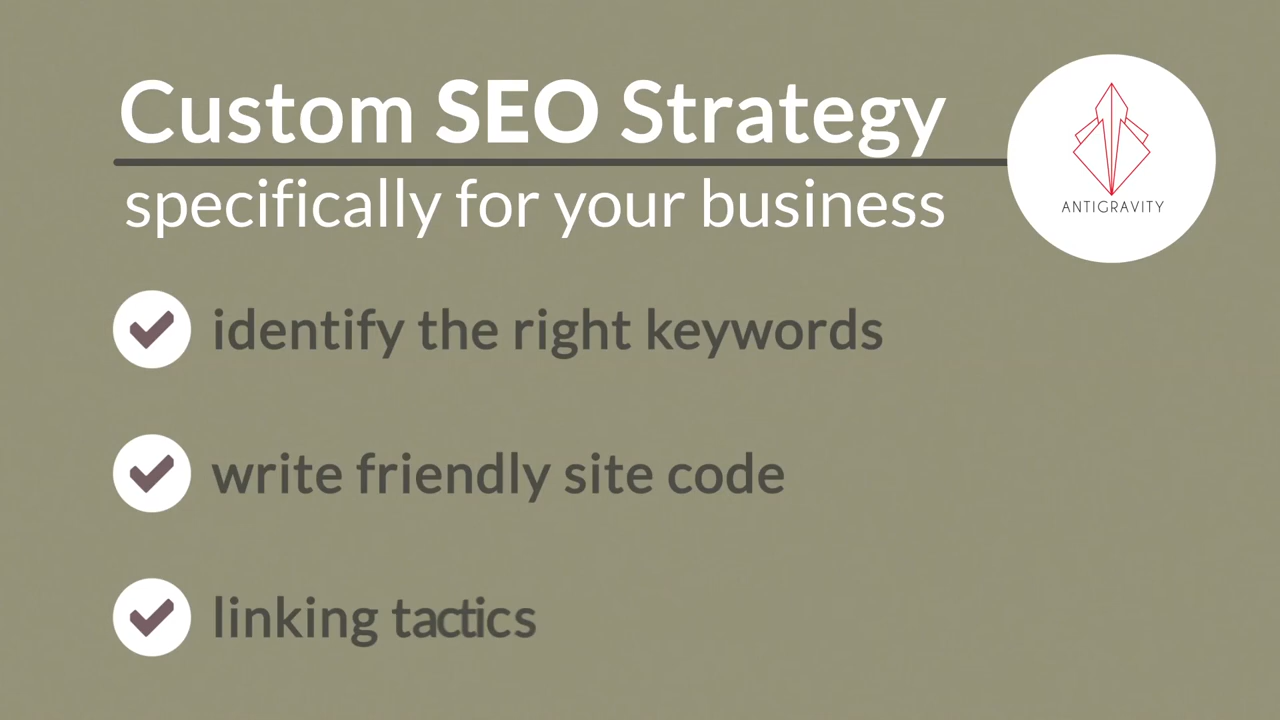 Custom SEO Strategy
specifically for your business
ANTIGRAVITY
identify the right keywords
write friendly site code
linking tactics